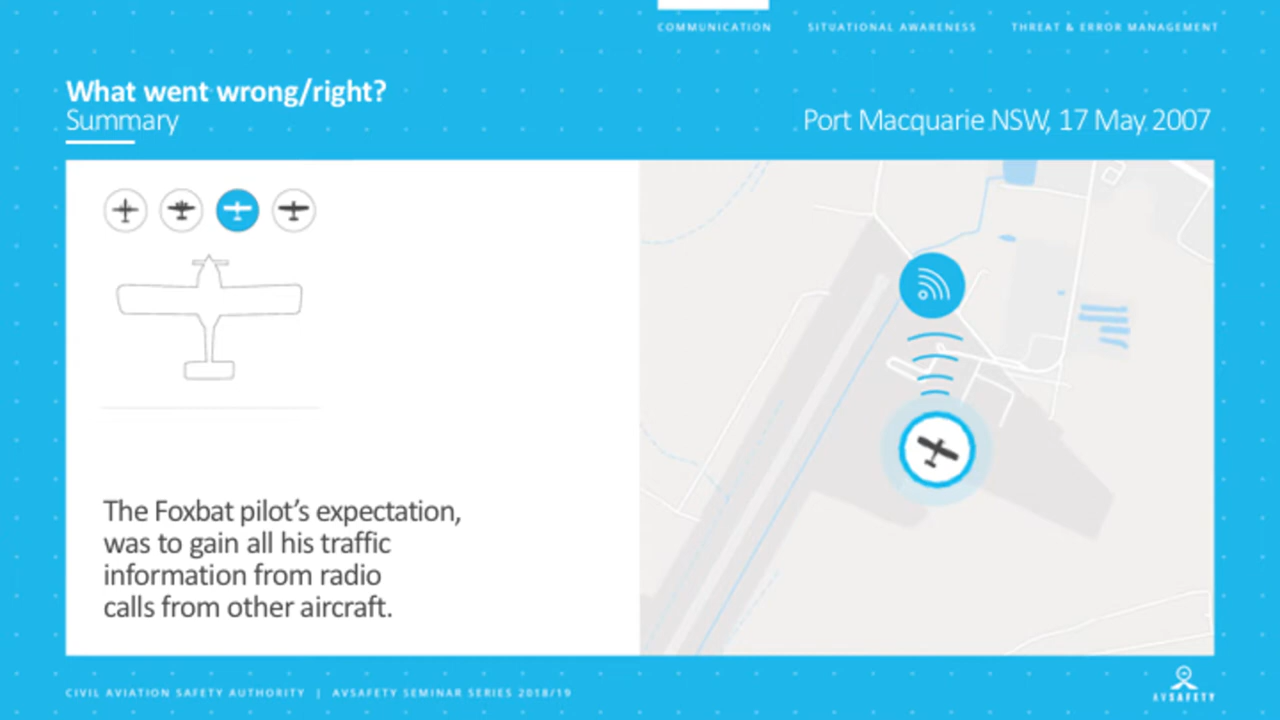 COMMUNICATION
SITUATIONAL AWARENESS
THREAT & ERROR MANAGEMENT
What went wrong/right?
Summary
Port Macquarie NSW, 17 May 2007
The Foxbat pilot's expectation,
was to gain all his traffic
information from radio
calls from other aircraft.
CIVIL AVIATION SAFETY AUTHORITY | AVSAFETY SEMINAR SERIES 2018/19
AVSAFETY